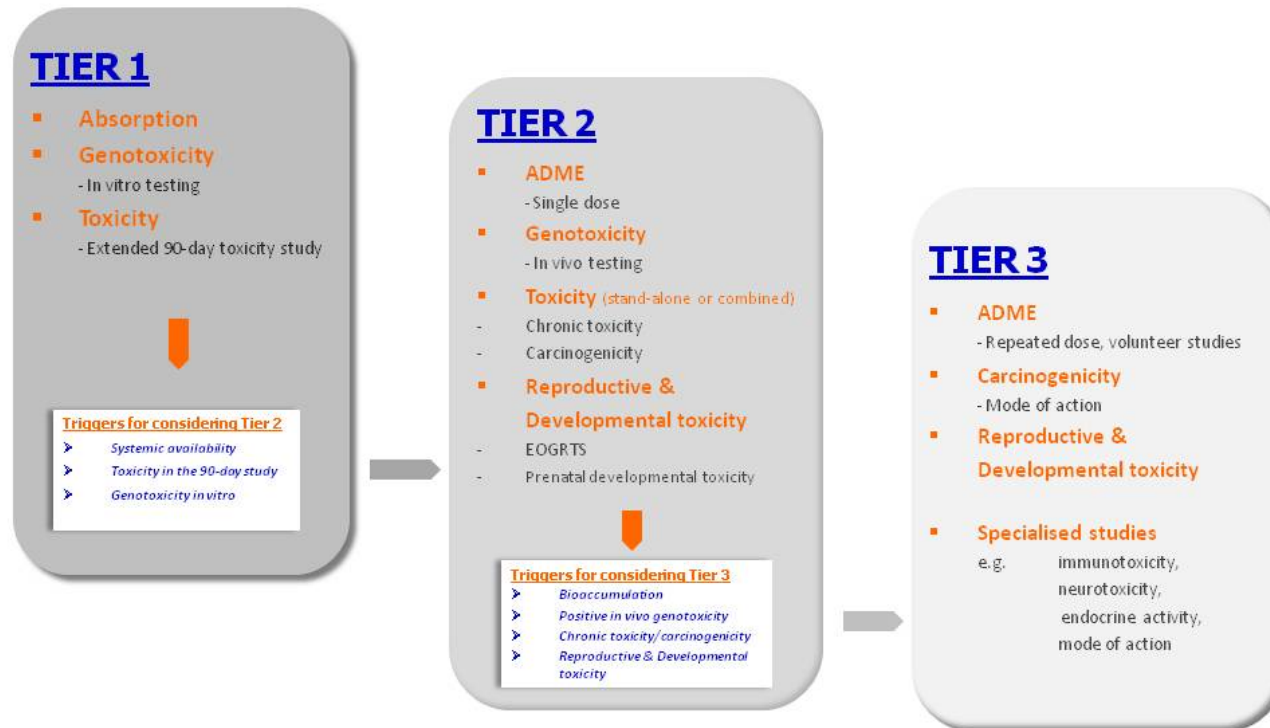 TIER 1
▪ Absorption
▪ Genotoxicity
- In vitro testing
▪ Toxicity
- Extended 90-day toxicity study
Triggers for considering Tier 2
➢ Systemic availability
➢ Toxicity in the 90-day study
➢ Genotoxicity in vitro
TIER 2
▪ ADME
- Single dose
▪ Genotoxicity
- In vivo testing
▪ Toxicity (stand-alone or combined)
- Chronic toxicity
- Carcinogenicity
▪ Reproductive &
Developmental toxicity
- EOGRTS
- Prenatal developmental toxicity
Triggers for considering Tier 3
➢ Bioaccumulation
➢ Positive in vivo genotoxicity
➢ Chronic toxicity/carcinogenicity
➢ Reproductive & Developmental
toxicity
TIER 3
▪ ADME
- Repeated dose, volunteer studies
▪ Carcinogenicity
- Mode of action
▪ Reproductive &
Developmental toxicity
▪ Specialised studies
e.g. immunotoxicity,
neurotoxicity,
endocrine activity,
mode of action